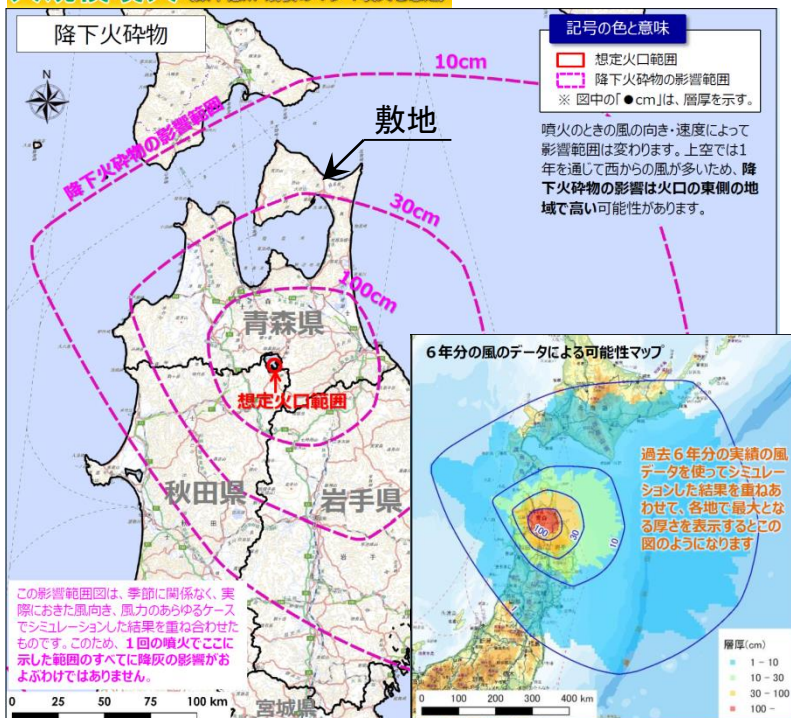 降下火砕物
N
10cm
降下火砕物の影響範囲
敷地
30cm
100cm
青森県
想定火口範囲
秋田県
岩手県
宮城県
記号の色と意味
想定火口範囲
降下火砕物の影響範囲
※ 図中の「●cm」は、層厚を示す。
噴火のときの風の向き・速度によって
影響範囲は変わります。上空では1
年を通じて西からの風が多いため、降
下火砕物の影響は火口の東側の地
域で高い可能性があります。
この影響範囲図は、季節に関係なく、実
際におきた風向き、風力のあらゆるケース
でシミュレーションした結果を重ね合わせた
ものです。このため、1回の噴火でここに
示した範囲のすべてに降灰の影響がお
よぶわけではありません。
0 25 50 75 100 km
6年分の風のデータによる可能性マップ
過去6年分の実績の風
データを使ってシミュレー
ションした結果を重ねあ
わせて、各地で最大とな
る厚さを表示するとこの
図のようになります
100
30
10
層厚(cm)
1 - 10
10 - 30
30 - 100
100 -
0 100 200 300 400 km